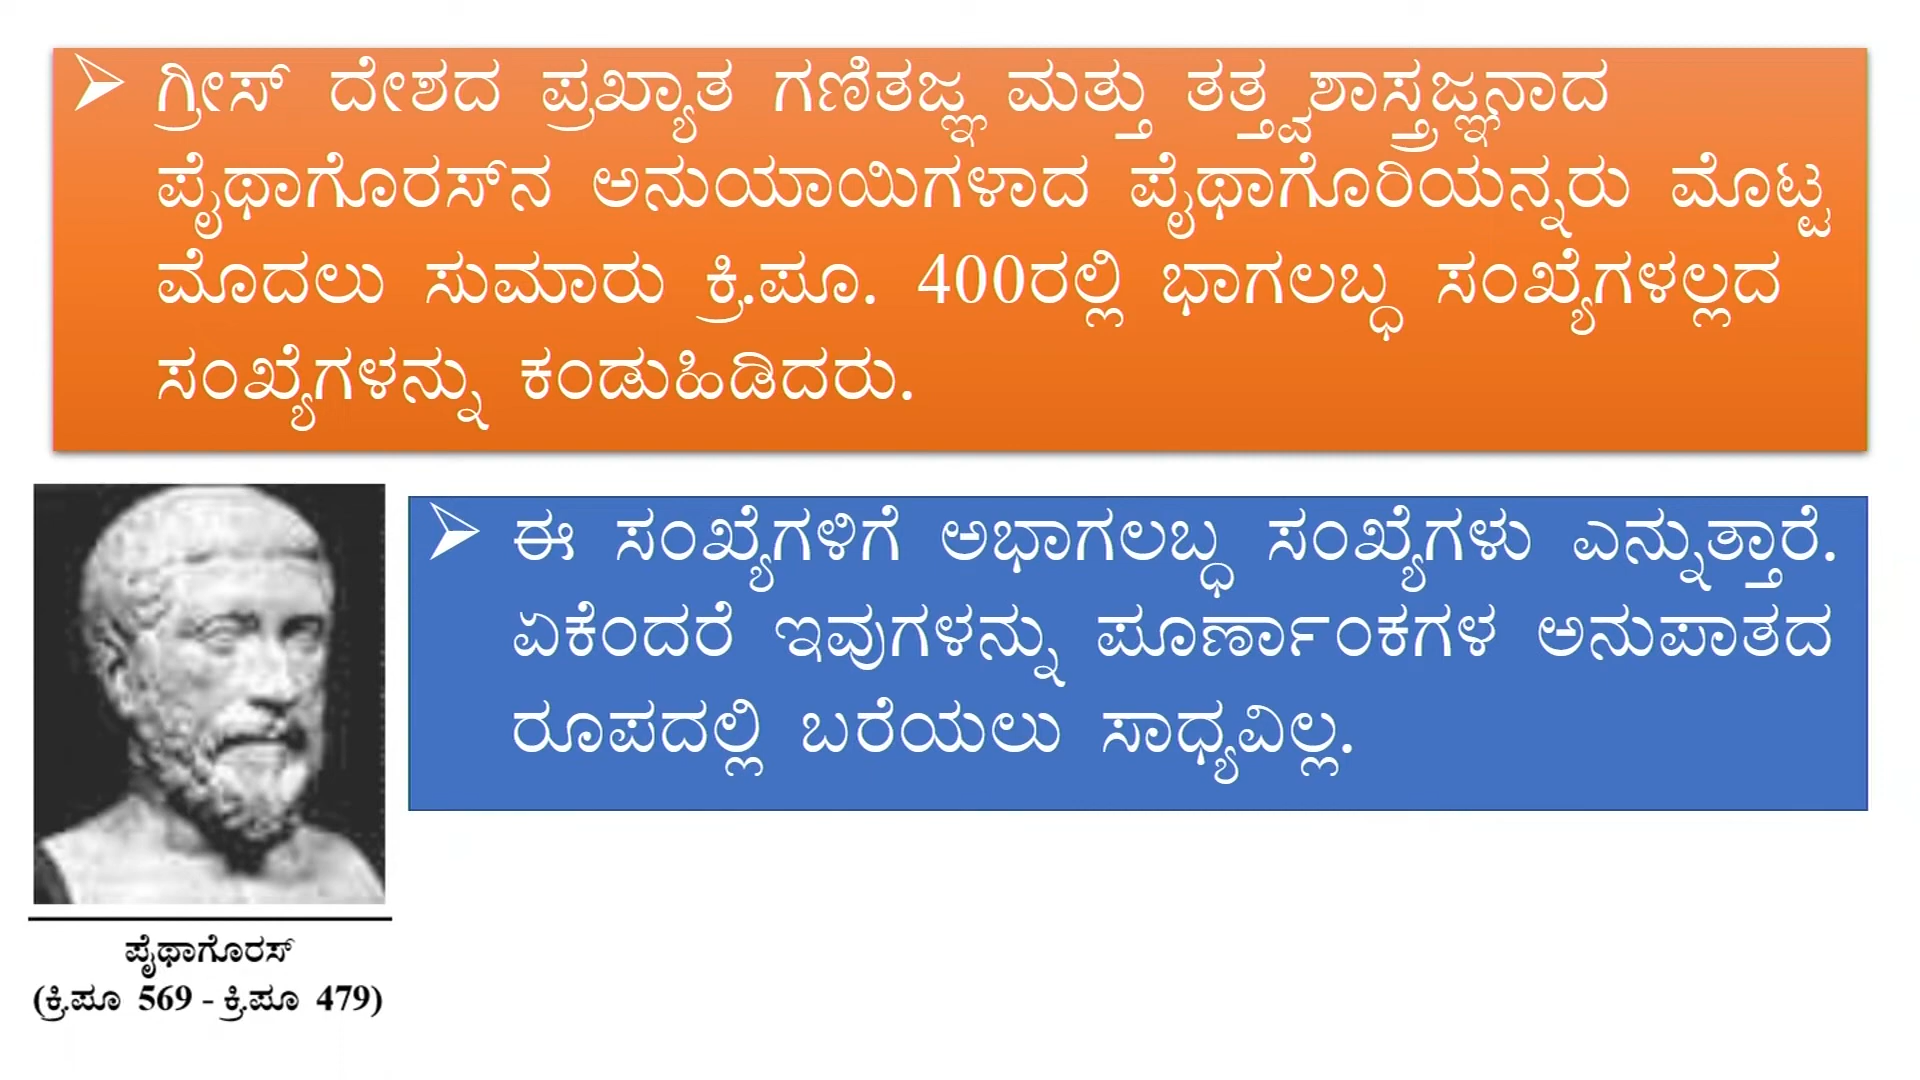 ಗ್ರೀಸ್ ದೇಶದ ಪ್ರಖ್ಯಾತ ಗಣಿತಜ್ಞ ಮತ್ತು ತತ್ತ್ವಶಾಸ್ತ್ರಜ್ಞನಾದ
ಪೈಥಾಗೊರಸ್‌ನ ಅನುಯಾಯಿಗಳಾದ ಪೈಥಾಗೊರಿಯನ್ನರು ಮೊಟ್ಟ
ಮೊದಲು ಸುಮಾರು ಕ್ರಿ.ಪೂ. 400ರಲ್ಲಿ ಭಾಗಲಬ್ಧ ಸಂಖ್ಯೆಗಳಲ್ಲದ
ಸಂಖ್ಯೆಗಳನ್ನು ಕಂಡುಹಿಡಿದರು.
ಈ ಸಂಖ್ಯೆಗಳಿಗೆ ಅಭಾಗಲಬ್ಧ ಸಂಖ್ಯೆಗಳು ಎನ್ನುತ್ತಾರೆ.
ಏಕೆಂದರೆ ಇವುಗಳನ್ನು ಪೂರ್ಣಾಂಕಗಳ ಅನುಪಾತದ
ರೂಪದಲ್ಲಿ ಬರೆಯಲು ಸಾಧ್ಯವಿಲ್ಲ.
ಪೈಥಾಗೊರಸ್
(ಕ್ರಿ.ಪೂ 569 - ಕ್ರಿ.ಪೂ 479)